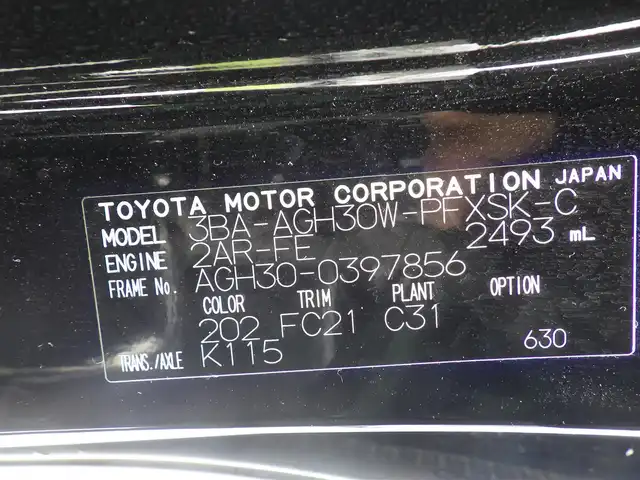 TOYOTA MOTOR CORPORATION JAPAN
MODEL 3BA-AGH30W-PFXSK-C
ENGINE 2AR-FE 2493 mL
FRAME No. AGH30-0397856
COLOR TRIM PLANT OPTION
202 FC21 C31
TRANS./AXLE K115 630